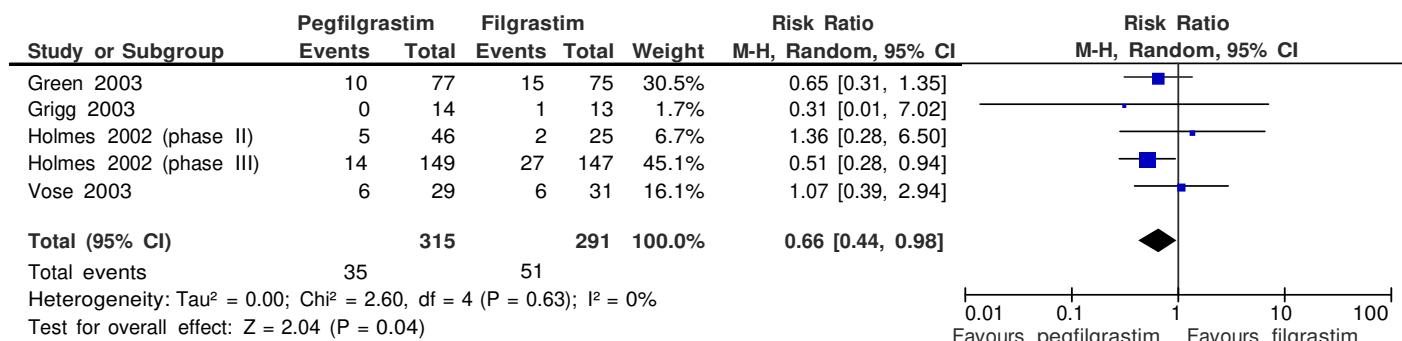 Pegfilgrastim Filgrastim Risk Ratio Risk Ratio
Study or Subgroup Events Total Events Total Weight M-H, Random, 95% CI M-H, Random, 95% CI
Green 2003 10 77 15 75 30.5% 0.65 [0.31, 1.35]
Grigg 2003 0 14 1 13 1.7% 0.31 [0.01, 7.02]
Holmes 2002 (phase II) 5 46 2 25 6.7% 1.36 [0.28, 6.50]
Holmes 2002 (phase III) 14 149 27 147 45.1% 0.51 [0.28, 0.94]
Vose 2003 6 29 6 31 16.1% 1.07 [0.39, 2.94]
Total (95% CI) 315 291 100.0% 0.66 [0.44, 0.98]
Total events 35 51
Heterogeneity: Tau² = 0.00; Chi² = 2.60, df = 4 (P = 0.63); I² = 0%
Test for overall effect: Z = 2.04 (P = 0.04)
0.01 0.1 1 10 100
Favours pegfilgrastim Favours filgrastim